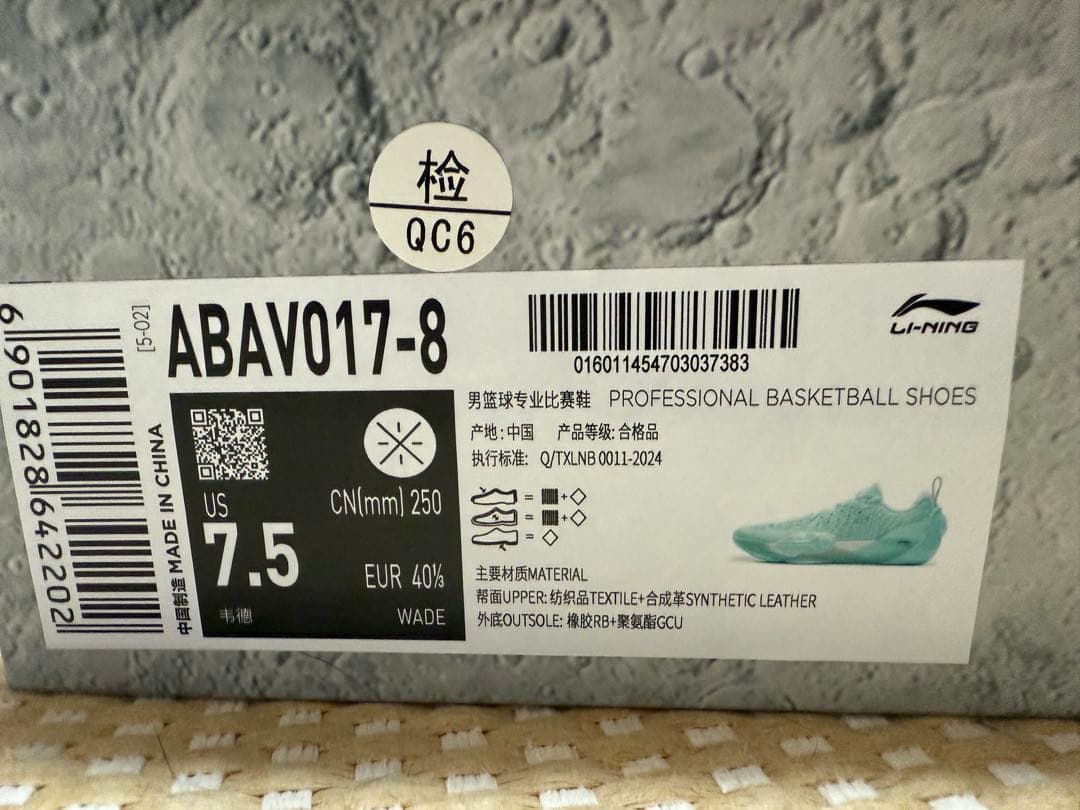 检
QC6
6 901828 642202
[5-02]
ABAV017-8
016011454703037383
LI-NING
中国制造 MADE IN CHINA
US
7.5
CN(mm) 250
EUR 40⅓
韦德
WADE
男篮球专业比赛鞋 PROFESSIONAL BASKETBALL SHOES
产地:中国 产品等级:合格品
执行标准: Q/TXLNB 0011-2024
= +
= +
=
主要材质MATERIAL
帮面UPPER: 纺织品TEXTILE+合成革SYNTHETIC LEATHER
外底OUTSOLE: 橡胶RB+聚氨酯GCU